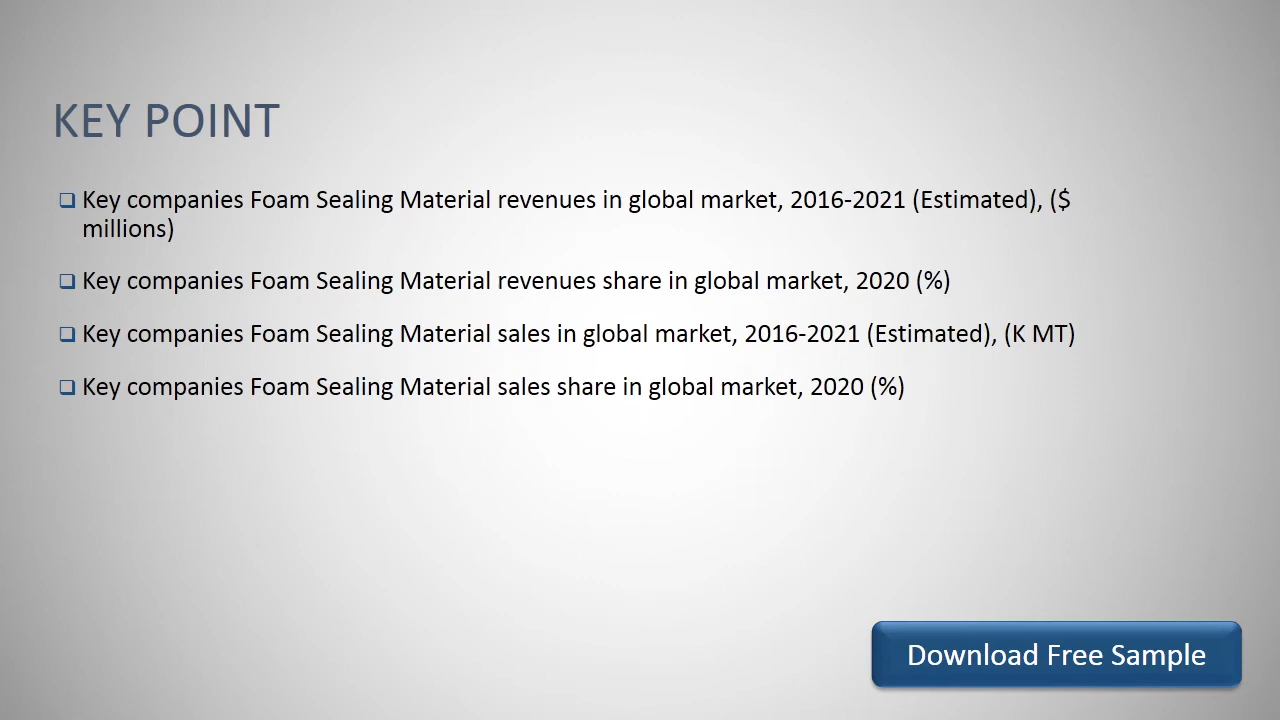 KEY POINT
Key companies Foam Sealing Material revenues in global market, 2016-2021 (Estimated), ($
millions)
Key companies Foam Sealing Material revenues share in global market, 2020 (%)
Key companies Foam Sealing Material sales in global market, 2016-2021 (Estimated), (K MT)
Key companies Foam Sealing Material sales share in global market, 2020 (%)
Download Free Sample